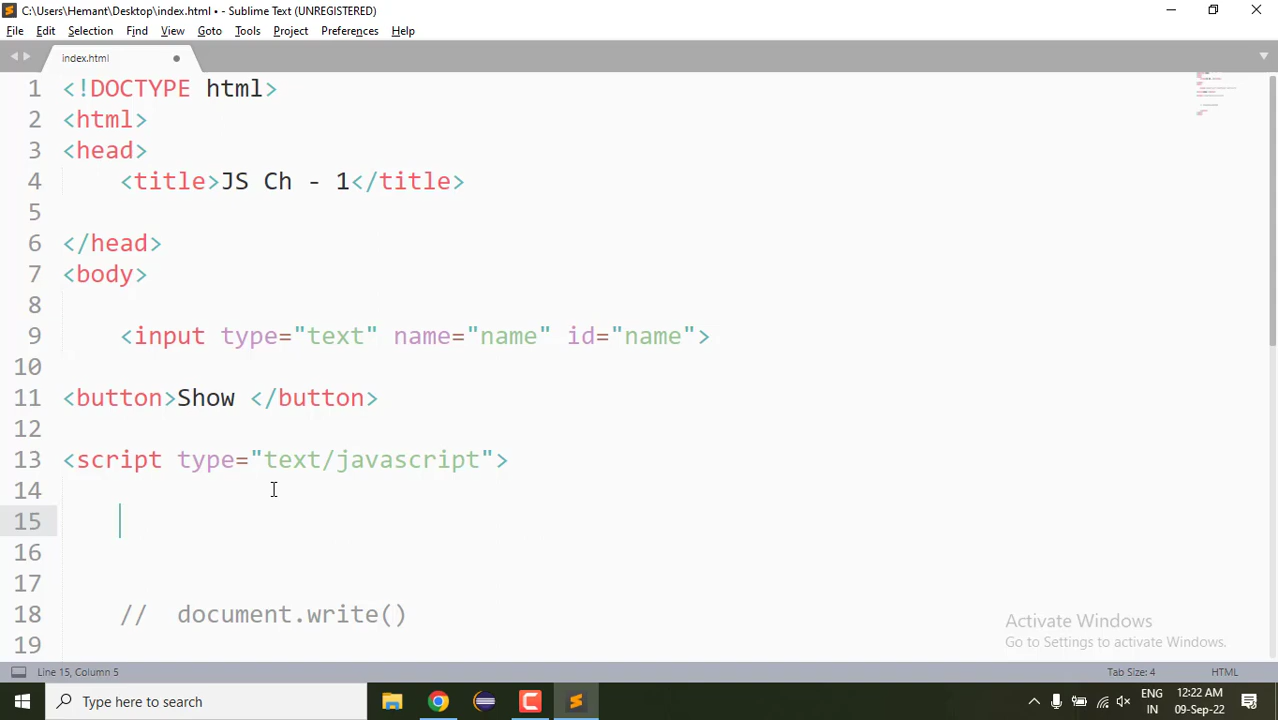 C:\Users\Hemant\Desktop\index.html • - Sublime Text (UNREGISTERED)
File Edit Selection Find View Goto Tools Project Preferences Help
index.html
1 <!DOCTYPE html>
2 <html>
3 <head>
4 <title>JS Ch - 1</title>
5
6 </head>
7 <body>
8
9 <input type="text" name="name" id="name">
10
11 <button>Show </button>
12
13 <script type="text/javascript">
14
15
16
17
18 // document.write()
19
Activate Windows
Go to Settings to activate Windows.
Line 15, Column 5 Tab Size: 4 HTML
Type here to search
ENG
IN
12:22 AM
09-Sep-22